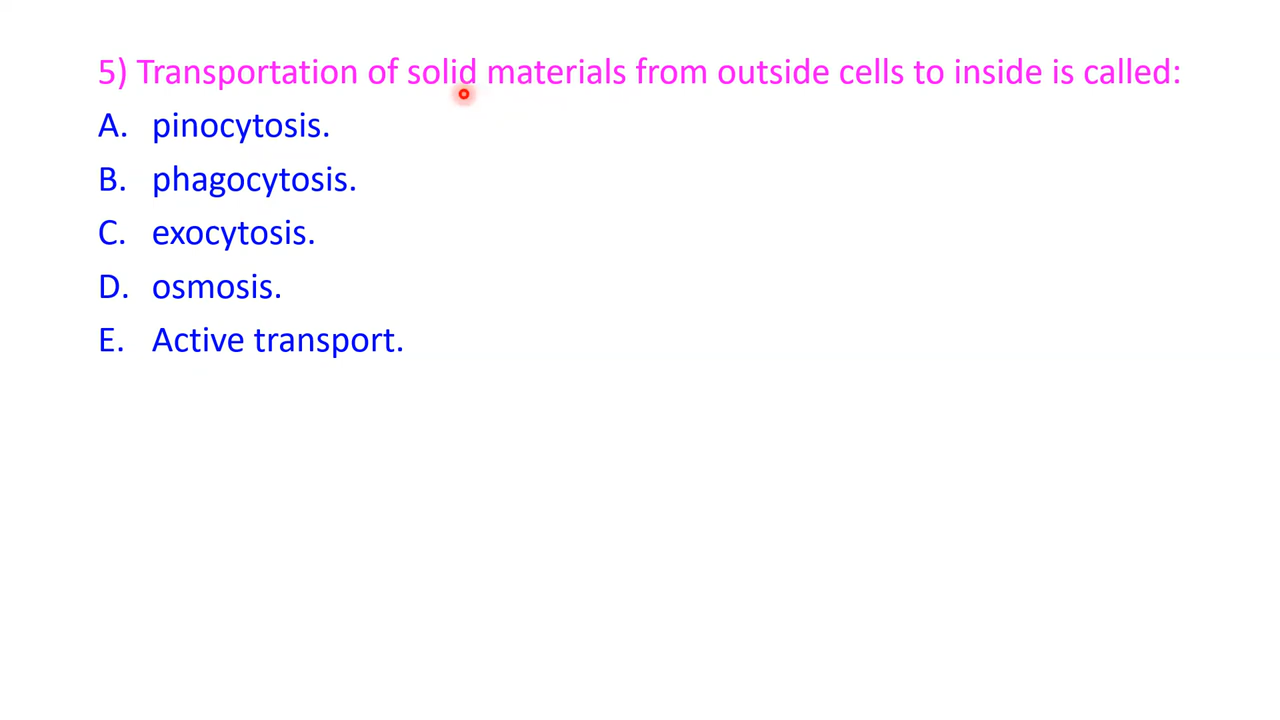 5) Transportation of solid materials from outside cells to inside is called:
A. pinocytosis.
B. phagocytosis.
C. exocytosis.
D. osmosis.
E. Active transport.